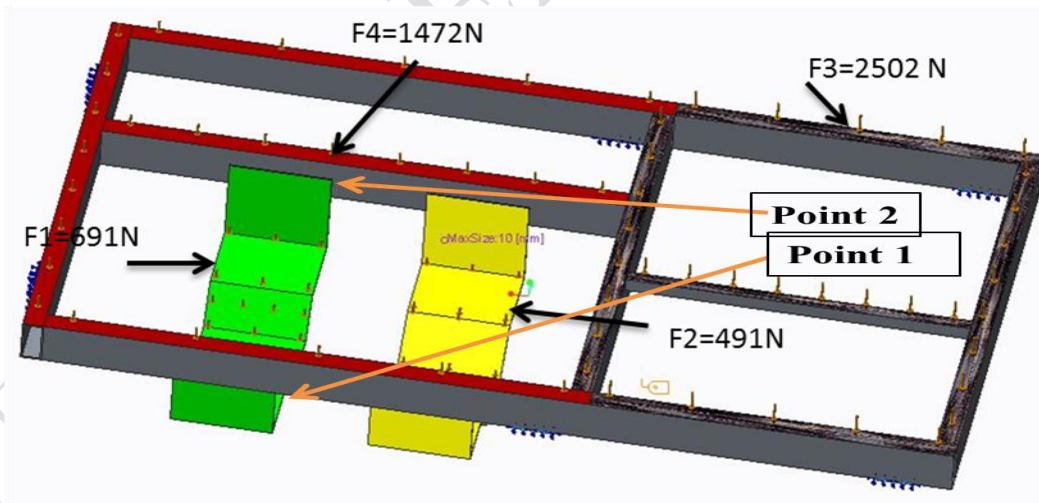 F4=1472N
F3=2502 N
Point 2
F1=691N
MaxSize:10 [mm]
Point 1
F2=491N